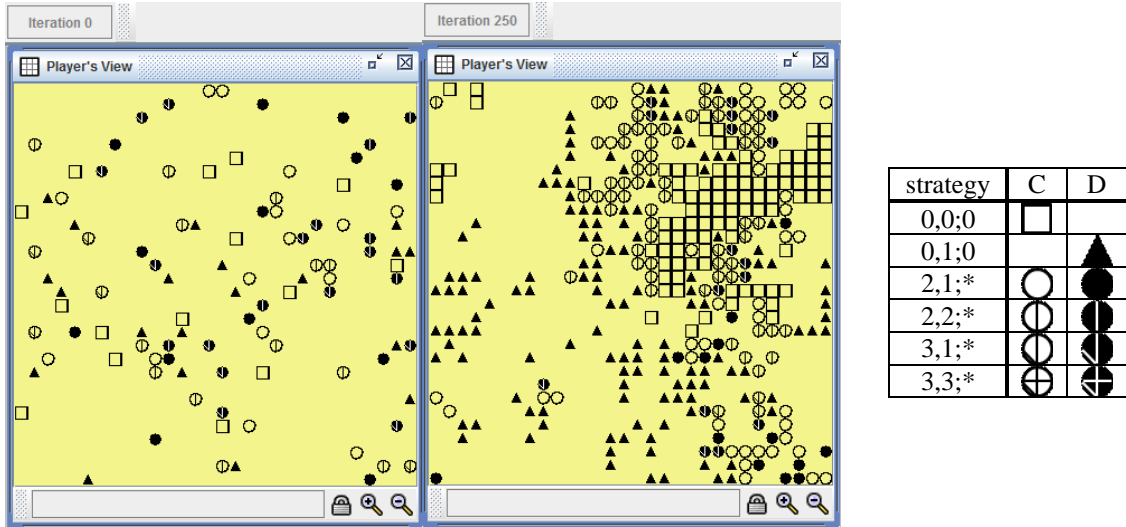 Iteration 0
Iteration 250
Player's View
Player's View
strategy C D
0,0;0
0,1;0
2,1;*
2,2;*
3,1;*
3,3;*